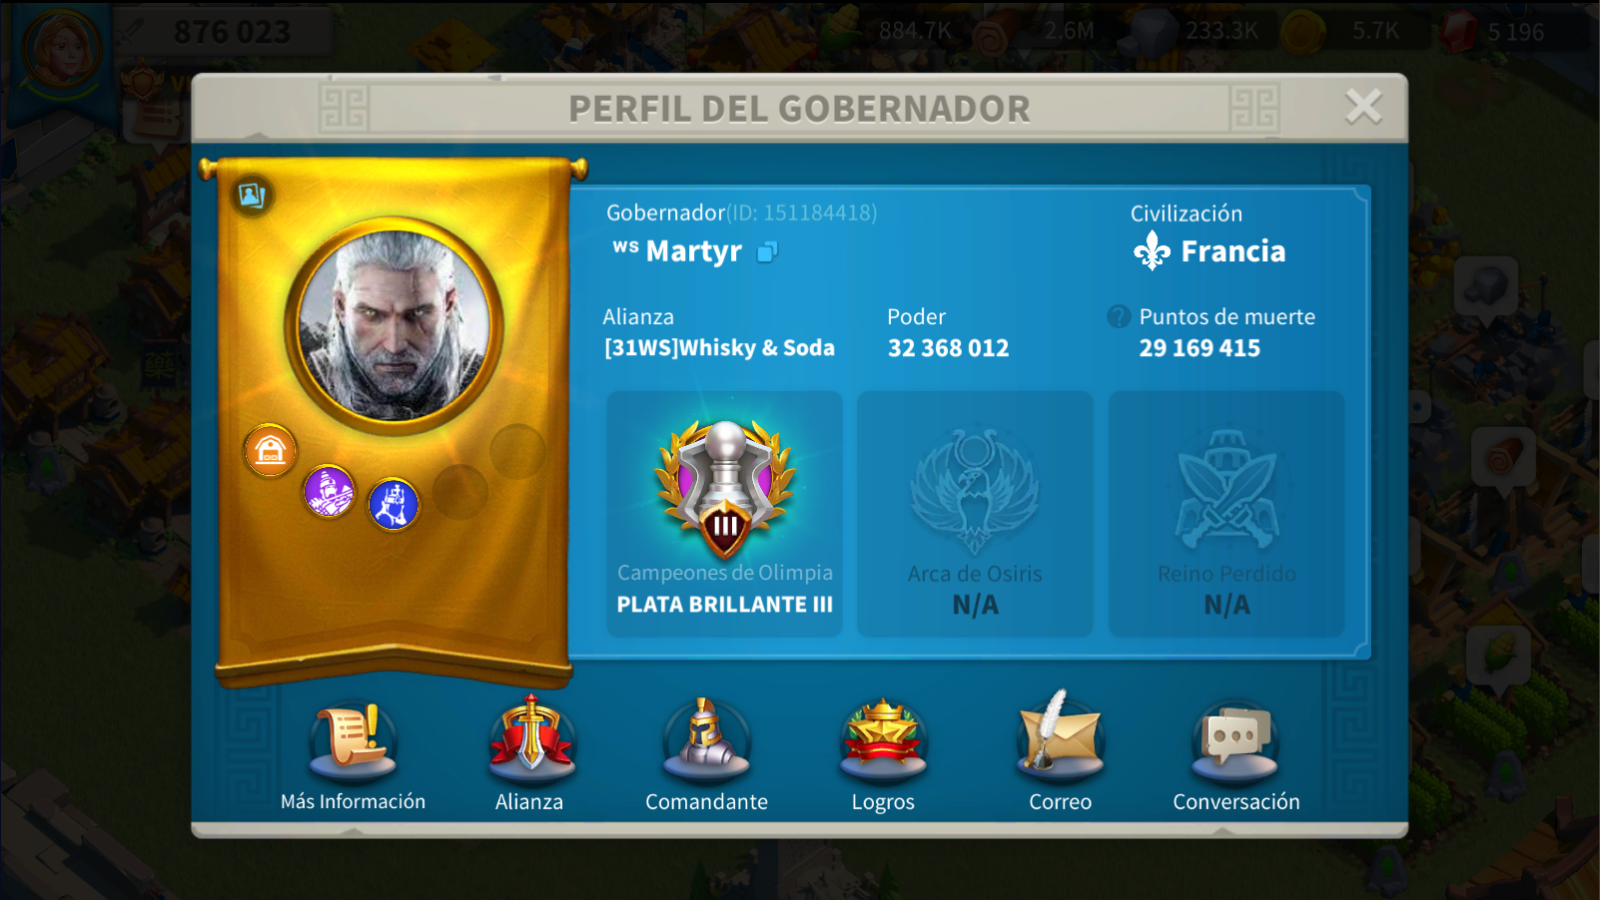 876 023
884.7K
2.6M
233.3K
5.7K
5 196
PERFIL DEL GOBERNADOR
Gobernador(ID: 151184418)
ᵂˢ Martyr
Civilización
Francia
Alianza
[31WS]Whisky & Soda
Poder
32 368 012
? Puntos de muerte
29 169 415
III
Campeones de Olimpia
PLATA BRILLANTE III
Arca de Osiris
N/A
Reino Perdido
N/A
Más Información
Alianza
Comandante
Logros
Correo
Conversación